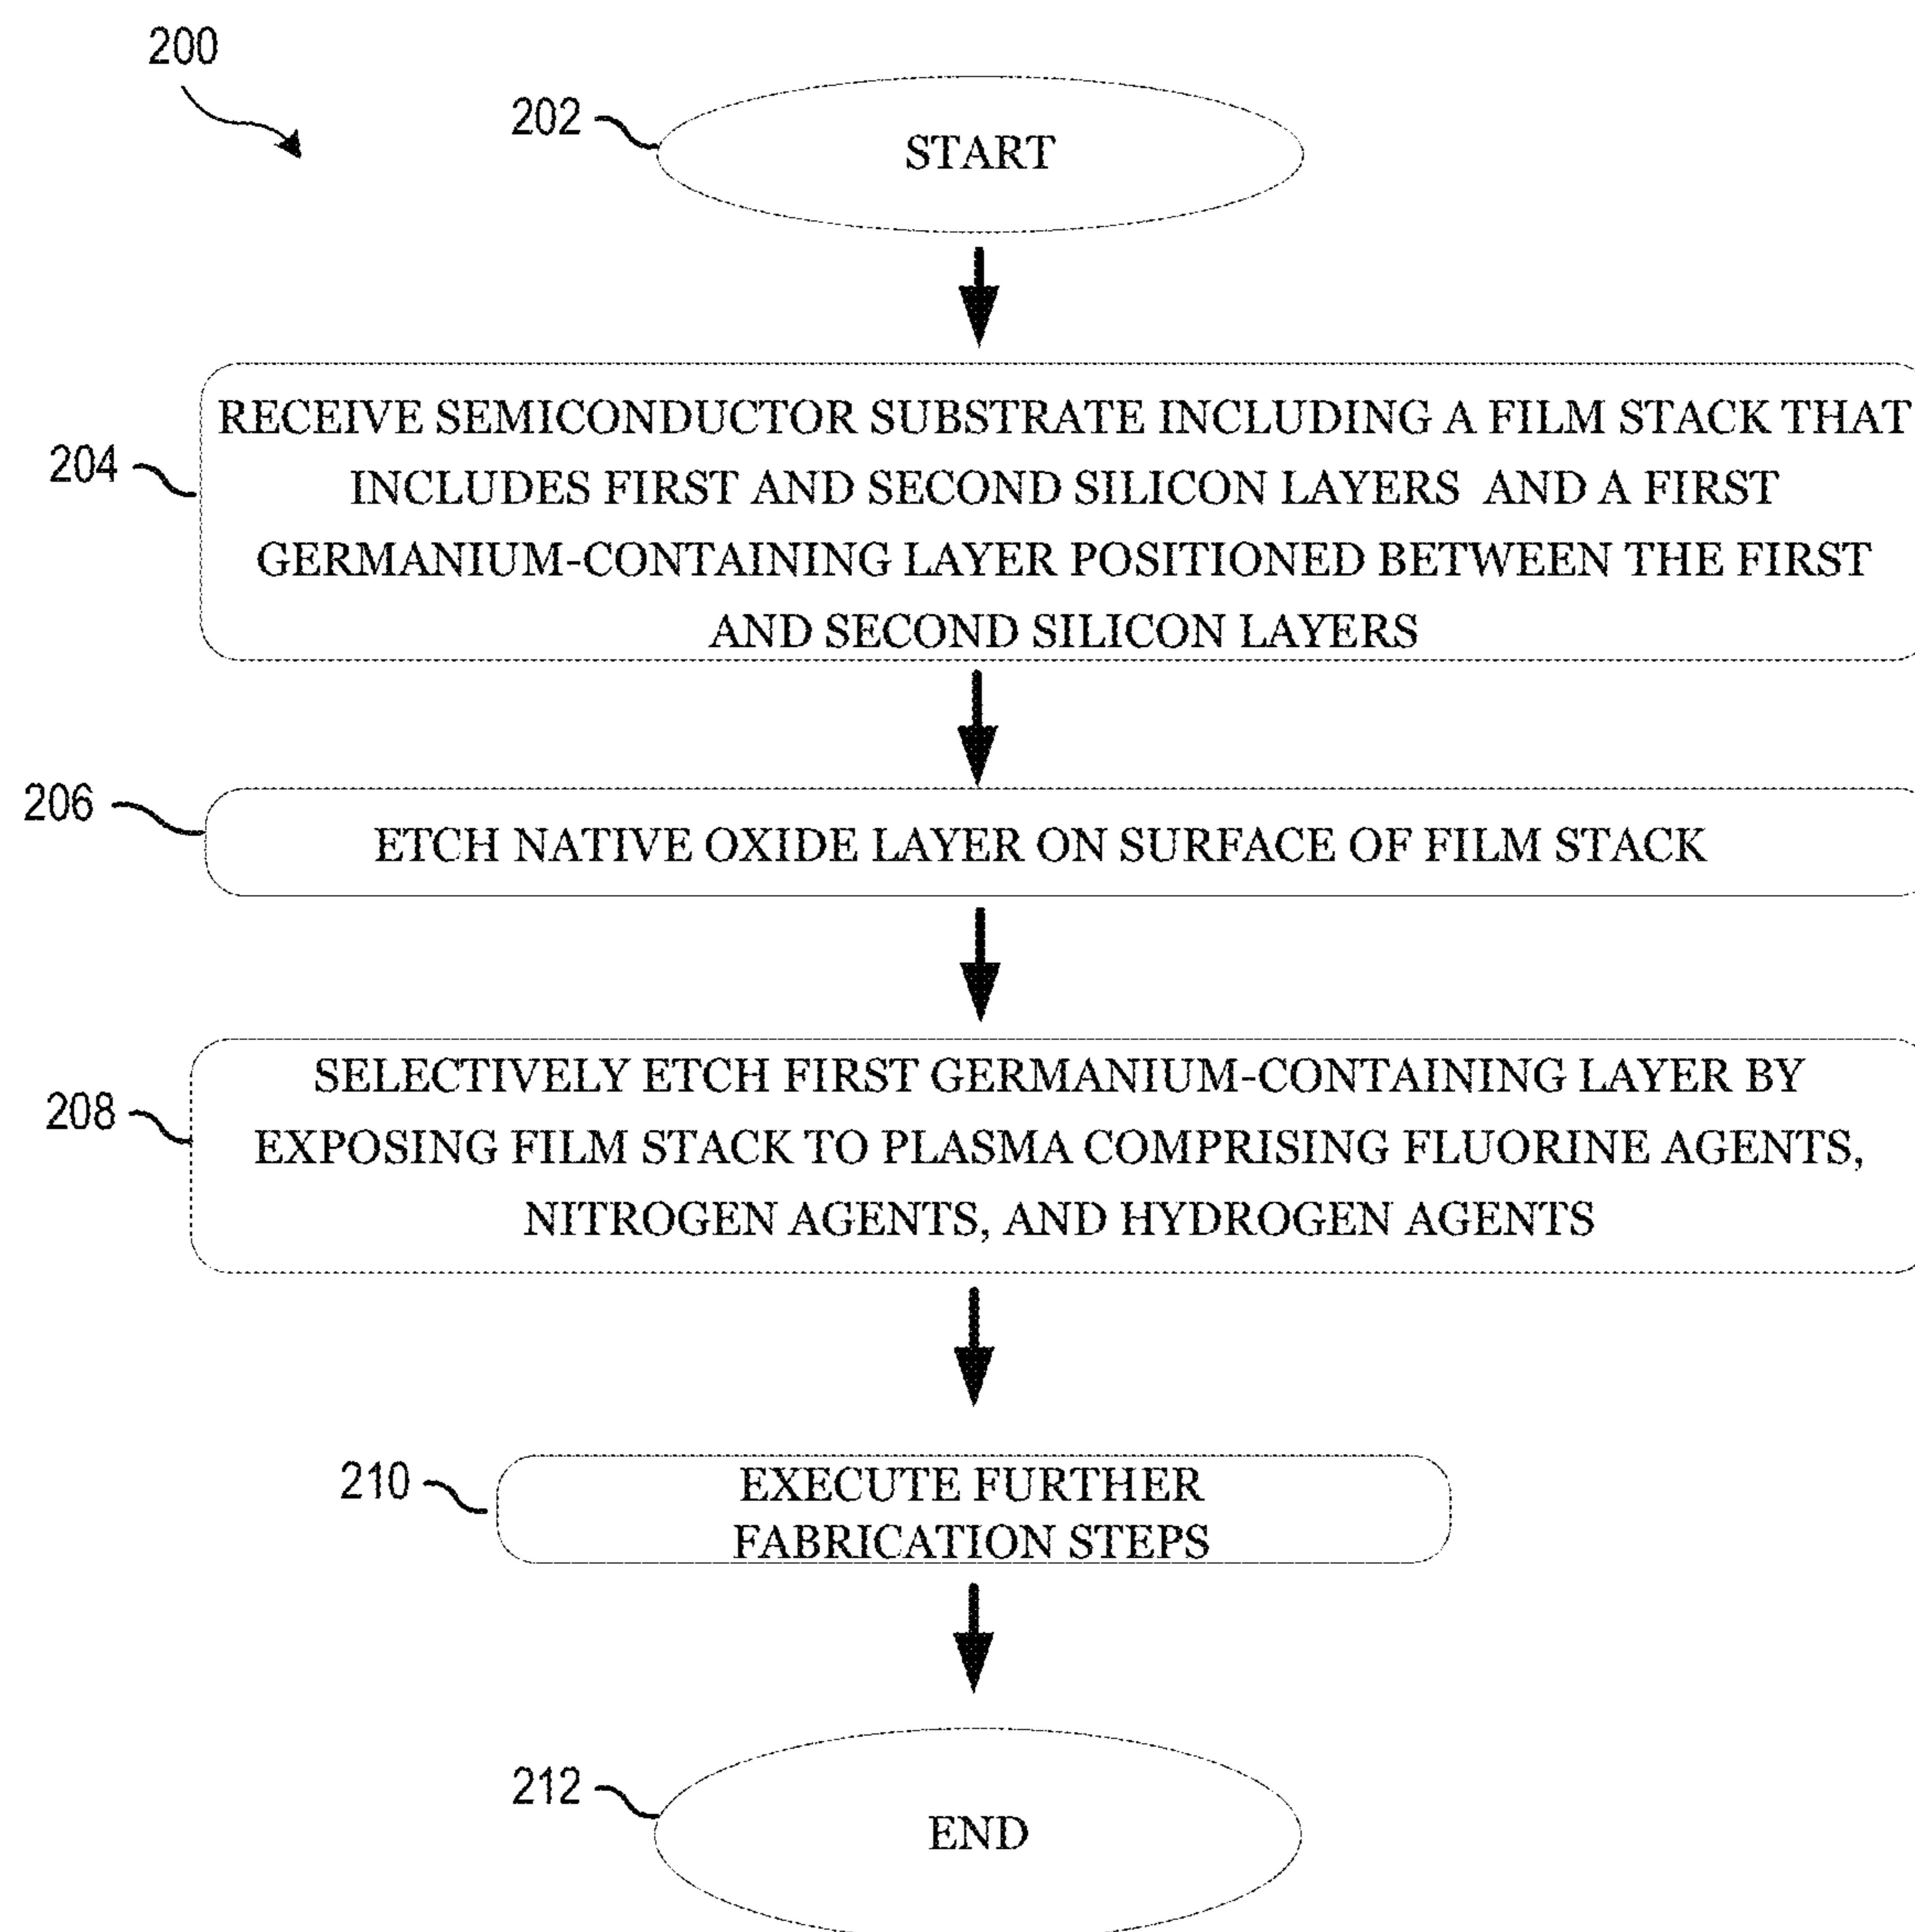 200
202
START
204
RECEIVE SEMICONDUCTOR SUBSTRATE INCLUDING A FILM STACK THAT
INCLUDES FIRST AND SECOND SILICON LAYERS AND A FIRST
GERMANIUM-CONTAINING LAYER POSITIONED BETWEEN THE FIRST
AND SECOND SILICON LAYERS
206
ETCH NATIVE OXIDE LAYER ON SURFACE OF FILM STACK
208
SELECTIVELY ETCH FIRST GERMANIUM-CONTAINING LAYER BY
EXPOSING FILM STACK TO PLASMA COMPRISING FLUORINE AGENTS,
NITROGEN AGENTS, AND HYDROGEN AGENTS
210
EXECUTE FURTHER
FABRICATION STEPS
212
END